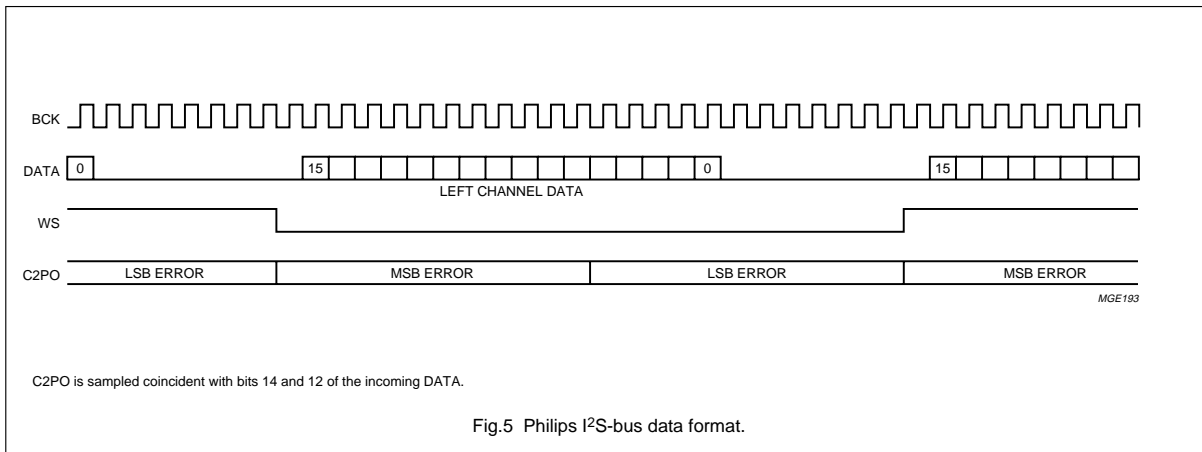 BCK
DATA 0 15 0 15
LEFT CHANNEL DATA
WS
C2PO LSB ERROR MSB ERROR LSB ERROR MSB ERROR
MGE193
C2PO is sampled coincident with bits 14 and 12 of the incoming DATA.
Fig.5 Philips I²S-bus data format.